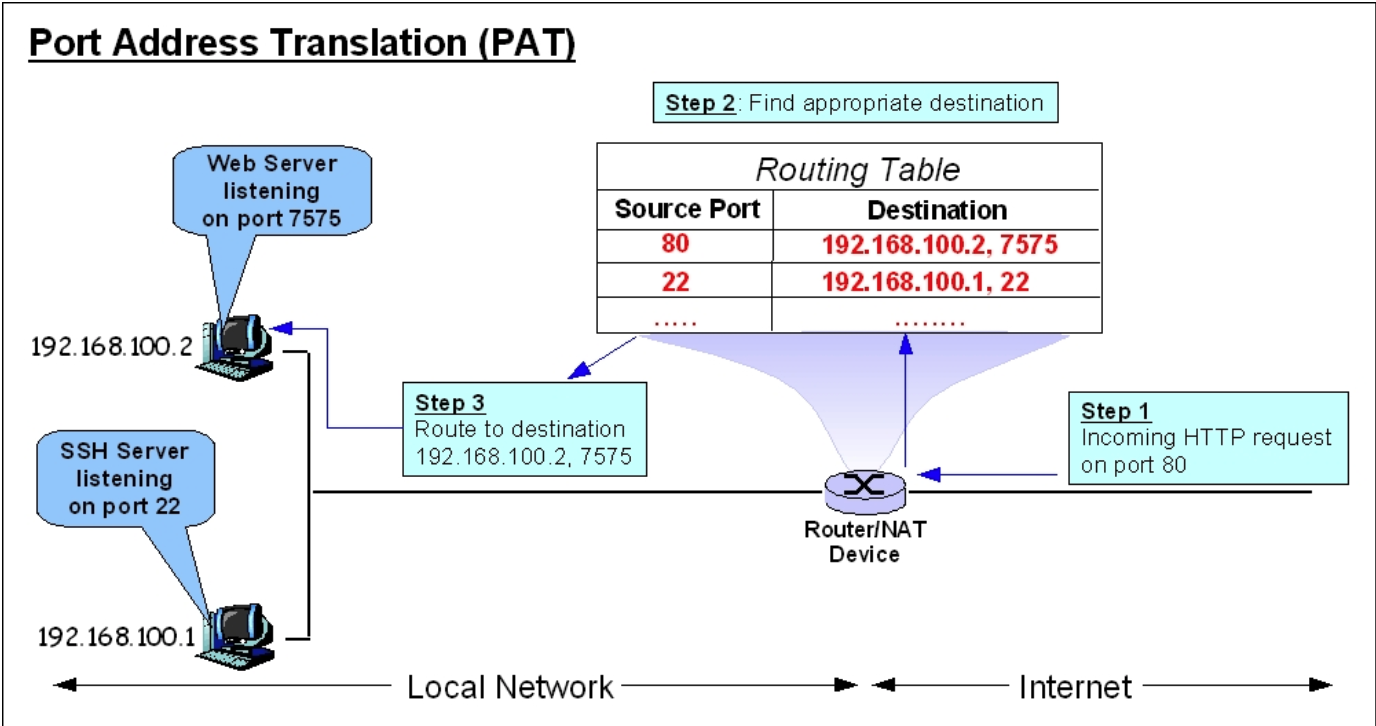 Port Address Translation (PAT)
Step 2: Find appropriate destination
Web Server
listening
on port 7575
Routing Table
Source Port Destination
80 192.168.100.2, 7575
22 192.168.100.1, 22
..... ........
192.168.100.2
Step 3
Route to destination
192.168.100.2, 7575
Step 1
Incoming HTTP request
on port 80
SSH Server
listening
on port 22
Router/NAT
Device
192.168.100.1
Local Network
Internet